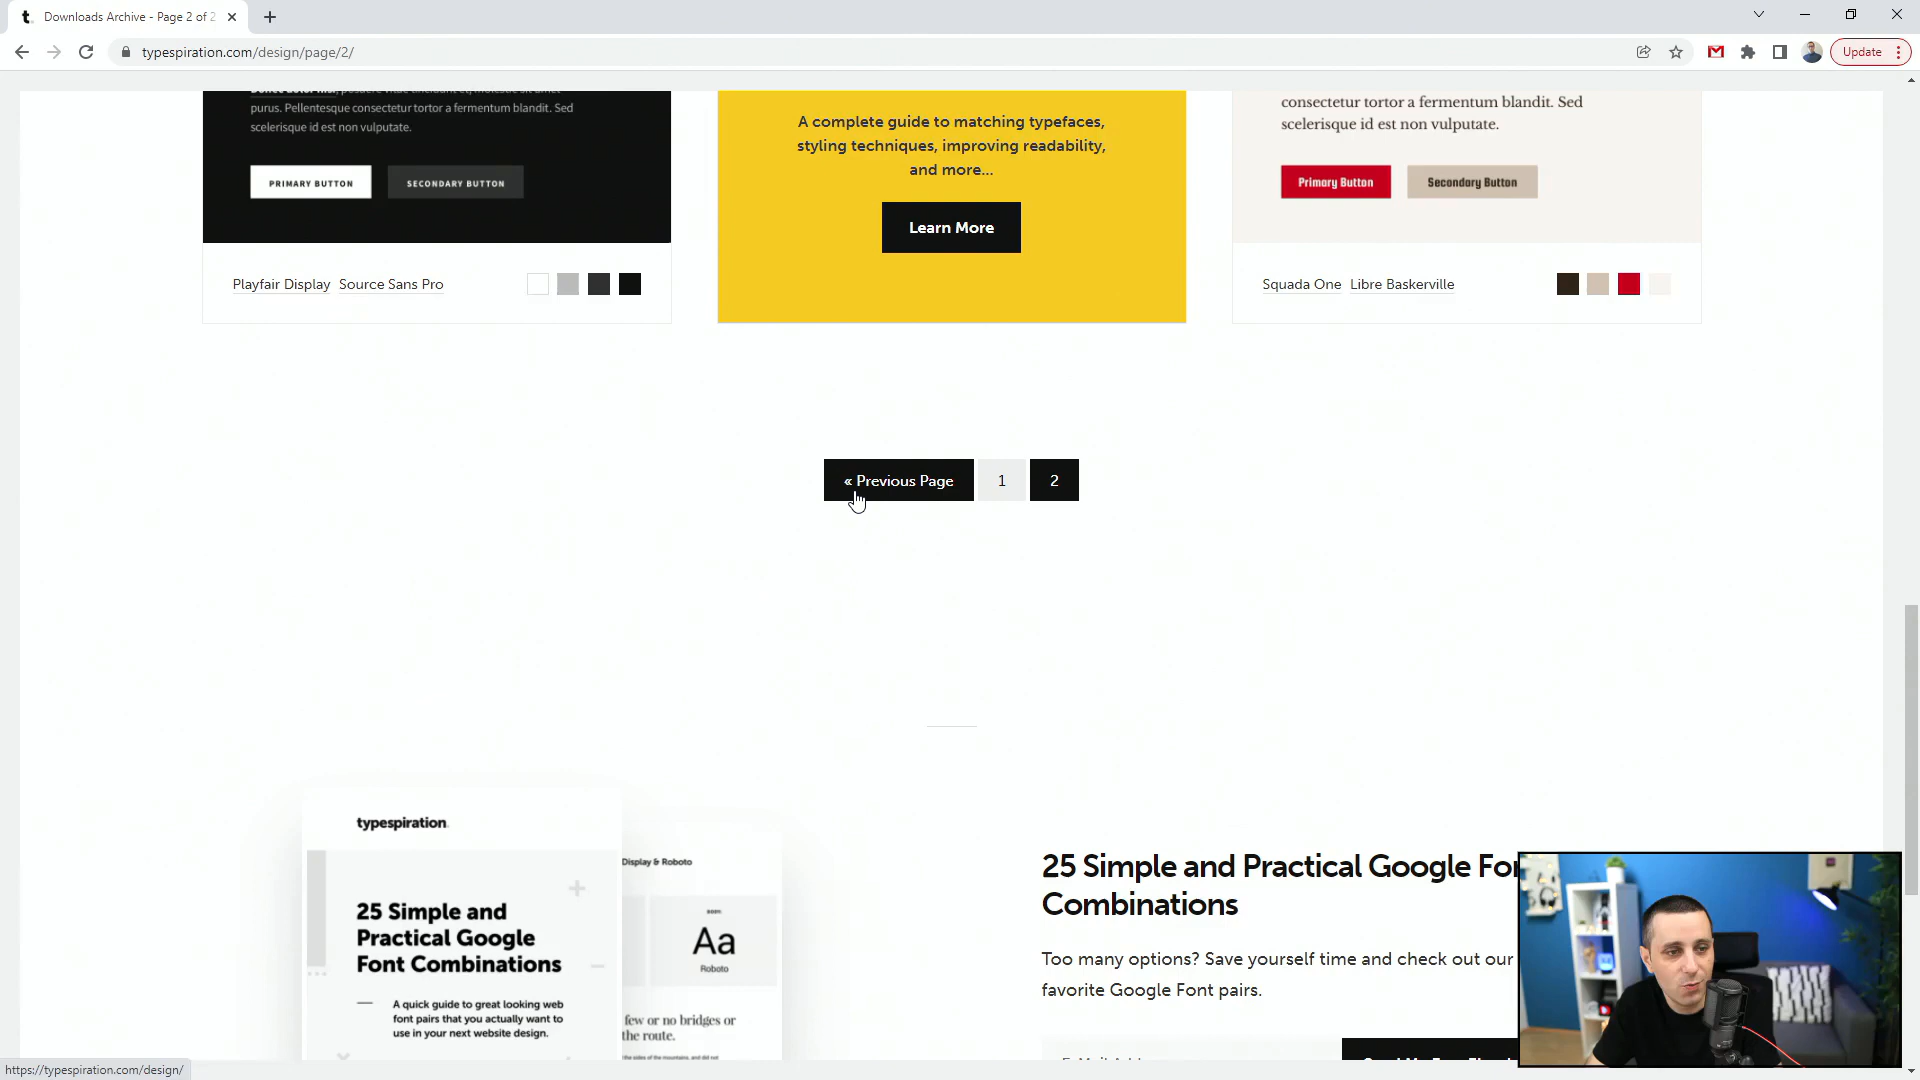 t. Downloads Archive - Page 2 of 2
typespiration.com/design/page/2/
Update
purus. Pellentesque consectetur tortor a fermentum blandit. Sed
scelerisque id est non vulputate.
PRIMARY BUTTON
SECONDARY BUTTON
Playfair Display Source Sans Pro
A complete guide to matching typefaces,
styling techniques, improving readability,
and more...
Learn More
consectetur tortor a fermentum blandit. Sed
scelerisque id est non vulputate.
Primary Button
Secondary Button
Squada One Libre Baskerville
« Previous Page
1
2
typespiration.
25 Simple and
Practical Google
Font Combinations
A quick guide to great looking web
font pairs that you actually want to
use in your next website design.
Display & Roboto
Aa
Roboto
few or no bridges or
the route.
25 Simple and Practical Google Fo
Combinations
Too many options? Save yourself time and check out our
favorite Google Font pairs.
https://typespiration.com/design/